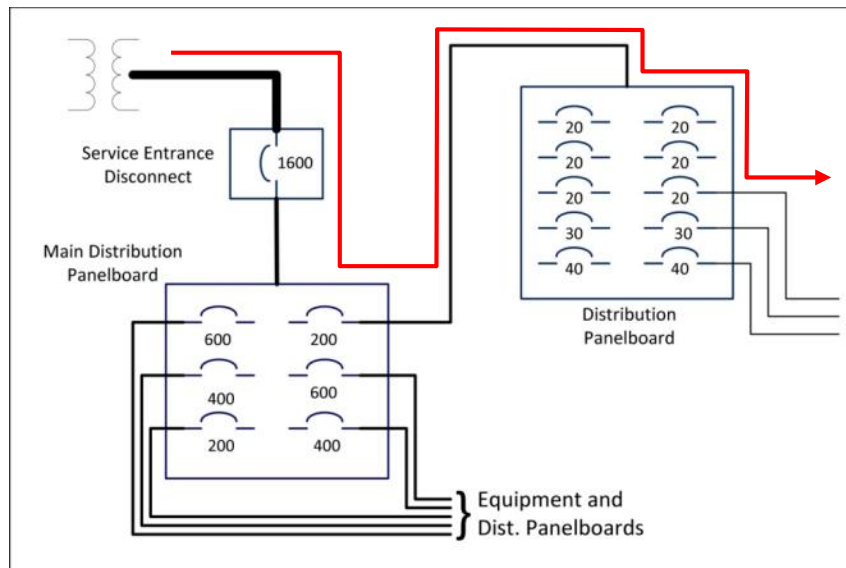 Service Entrance
Disconnect
1600
Main Distribution
Panelboard
600
200
400
600
200
400
Equipment and
Dist. Panelboards
20
20
20
20
20
20
30
30
40
40
Distribution
Panelboard